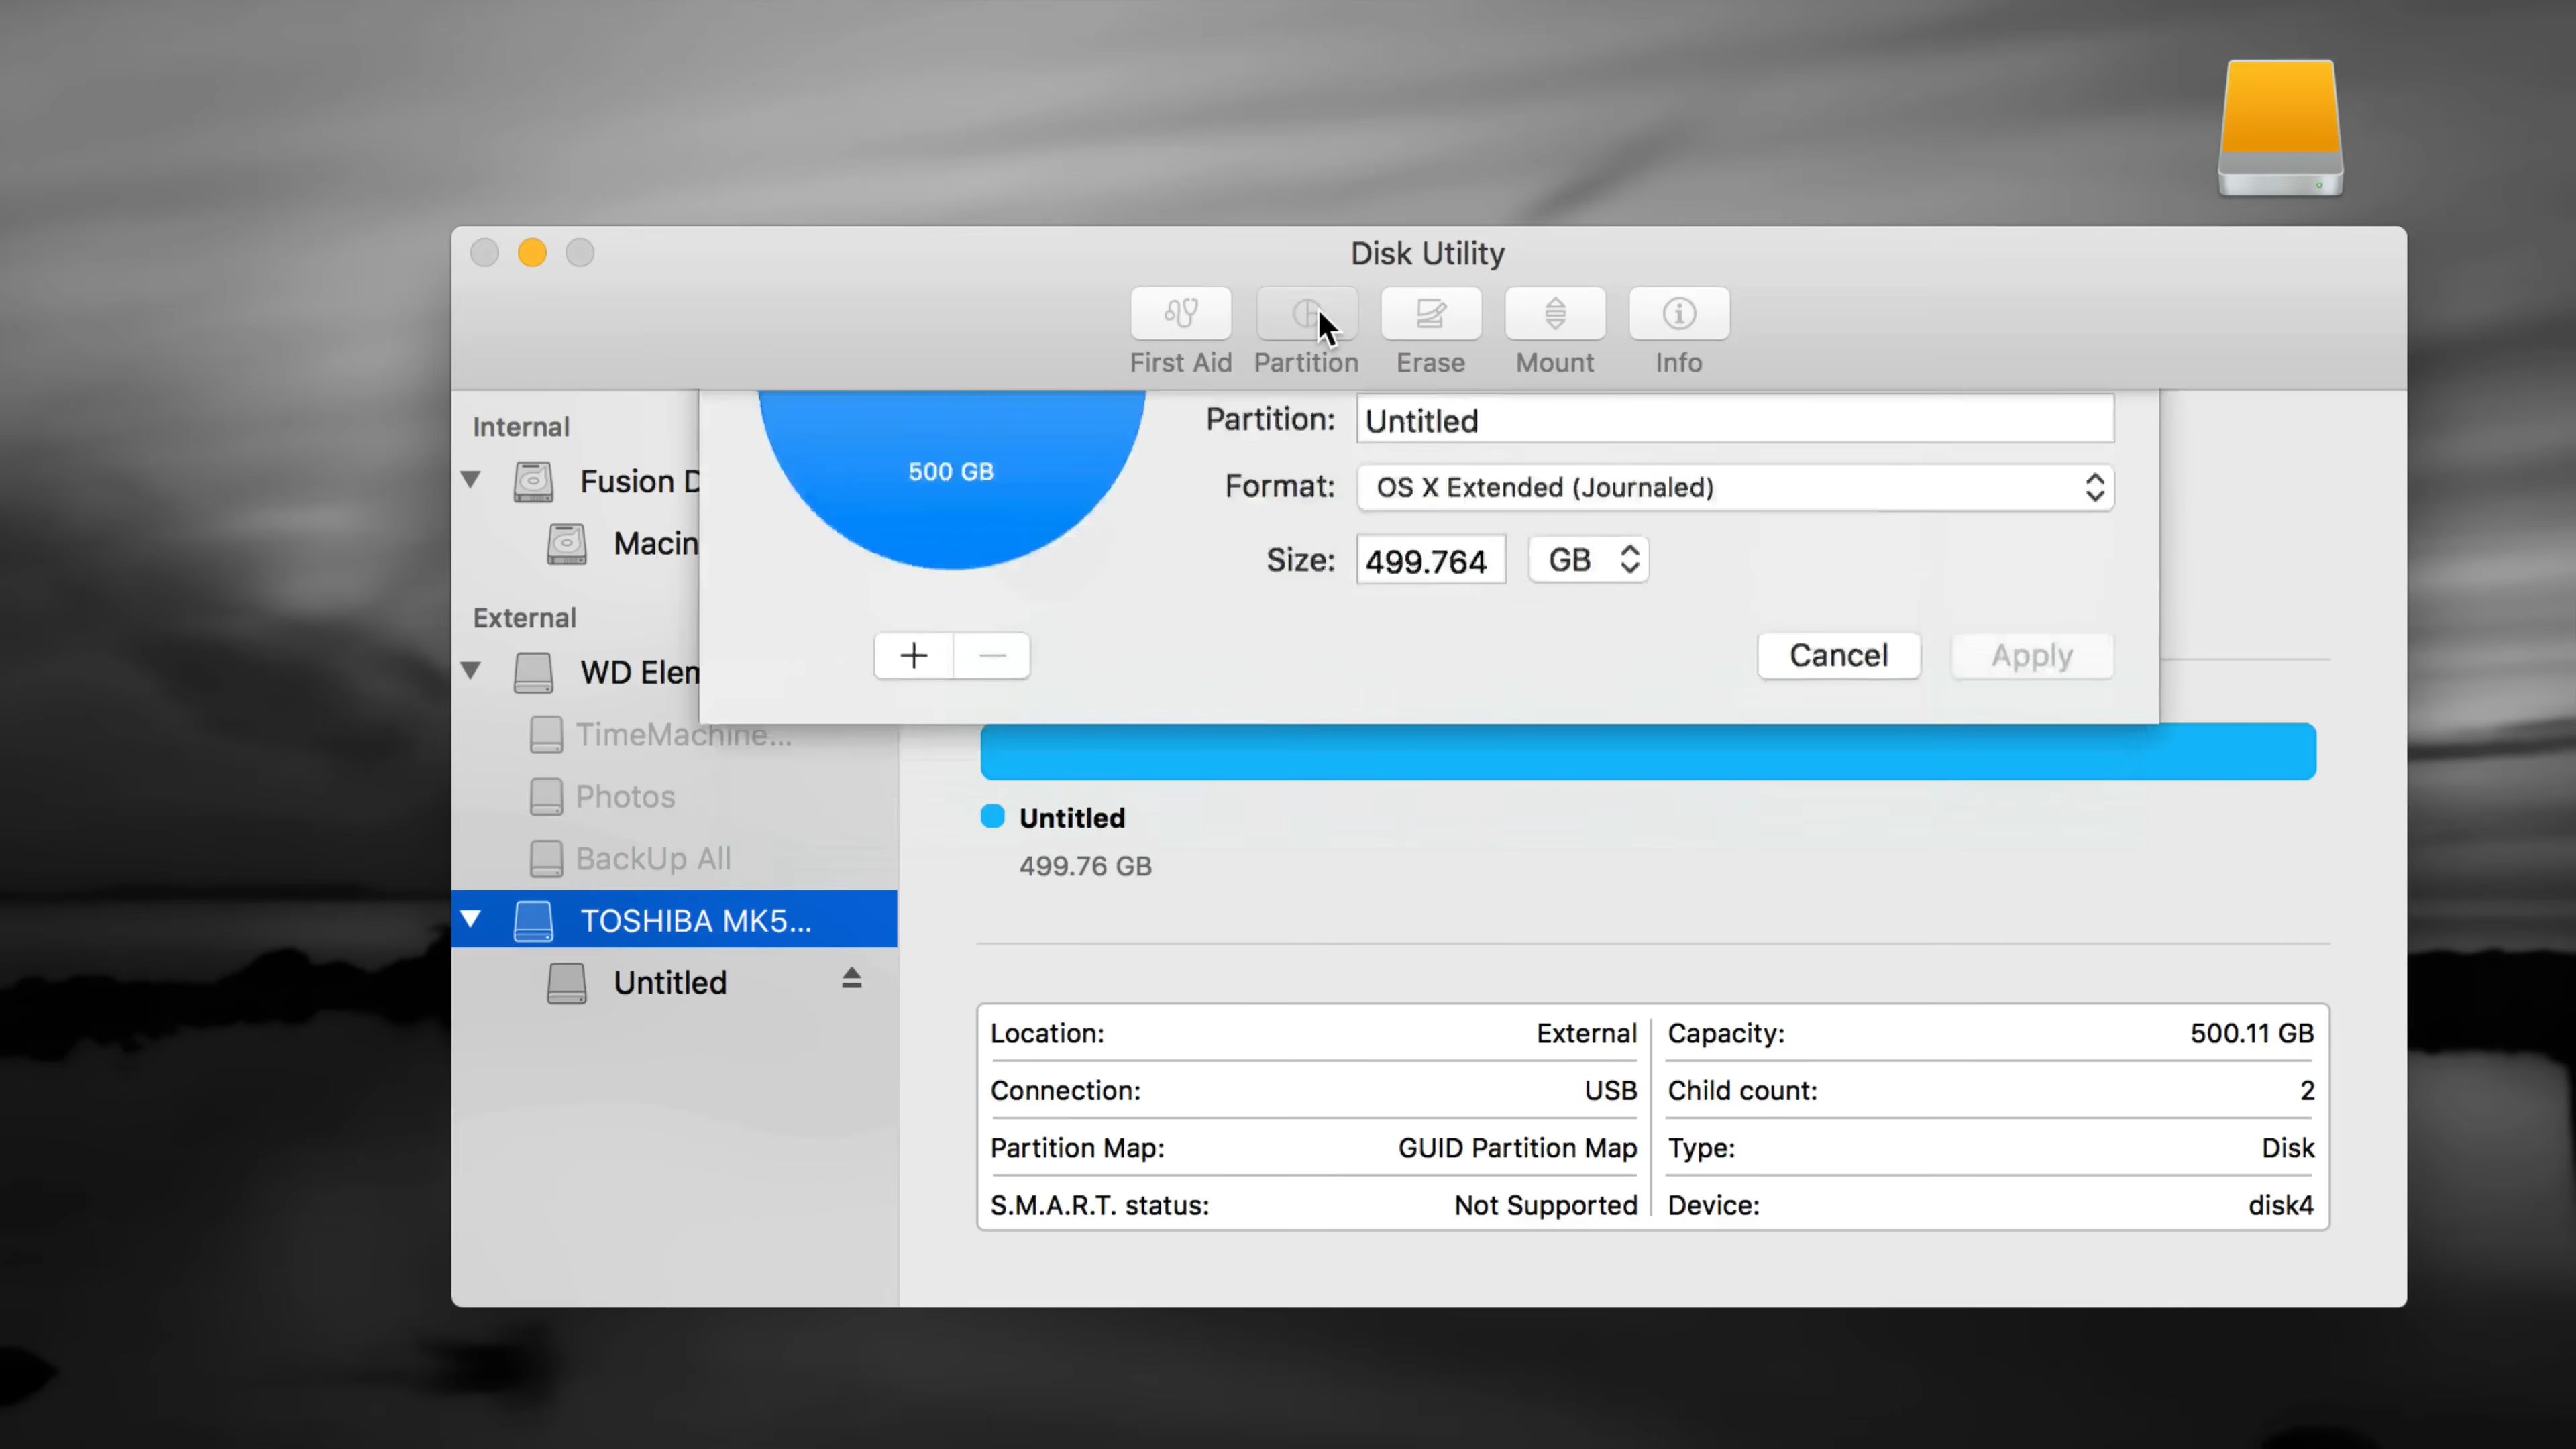 Disk Utility
First Aid
Partition
Erase
Mount
Info
Internal
Fusion D
Macin
External
WD Elem
TimeMachine...
Photos
BackUp All
TOSHIBA MK5...
Untitled
500 GB
Partition: Untitled
Format: OS X Extended (Journaled)
Size: 499.764 GB
+ −
Cancel
Apply
Untitled
499.76 GB
Location: External
Capacity: 500.11 GB
Connection: USB
Child count: 2
Partition Map: GUID Partition Map
Type: Disk
S.M.A.R.T. status: Not Supported
Device: disk4